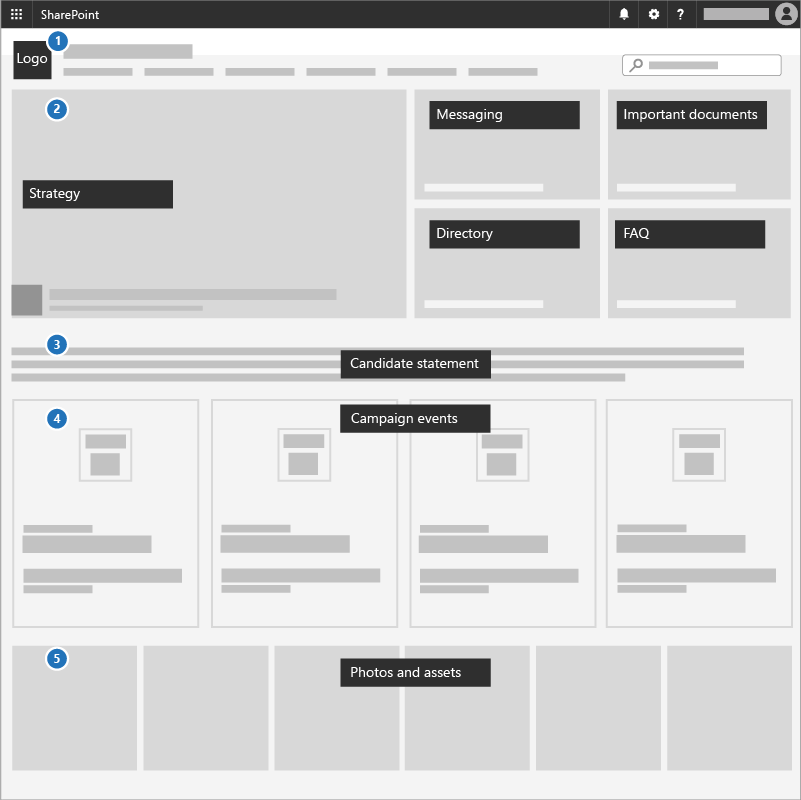 SharePoint
?
1
Logo
2
Messaging
Important documents
Strategy
Directory
FAQ
3
Candidate statement
4
Campaign events
5
Photos and assets